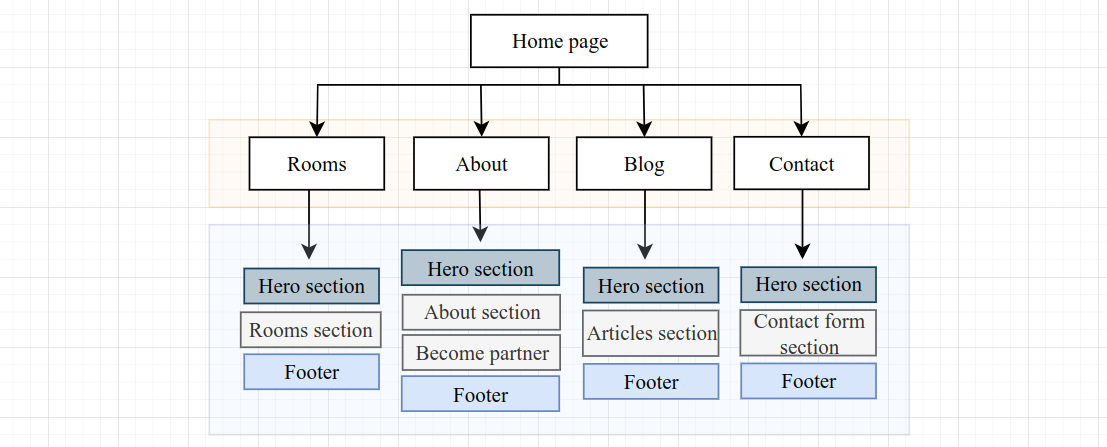 Home page
Rooms
About
Blog
Contact
Hero section
Rooms section
Footer
Hero section
About section
Become partner
Footer
Hero section
Articles section
Footer
Hero section
Contact form
section
Footer